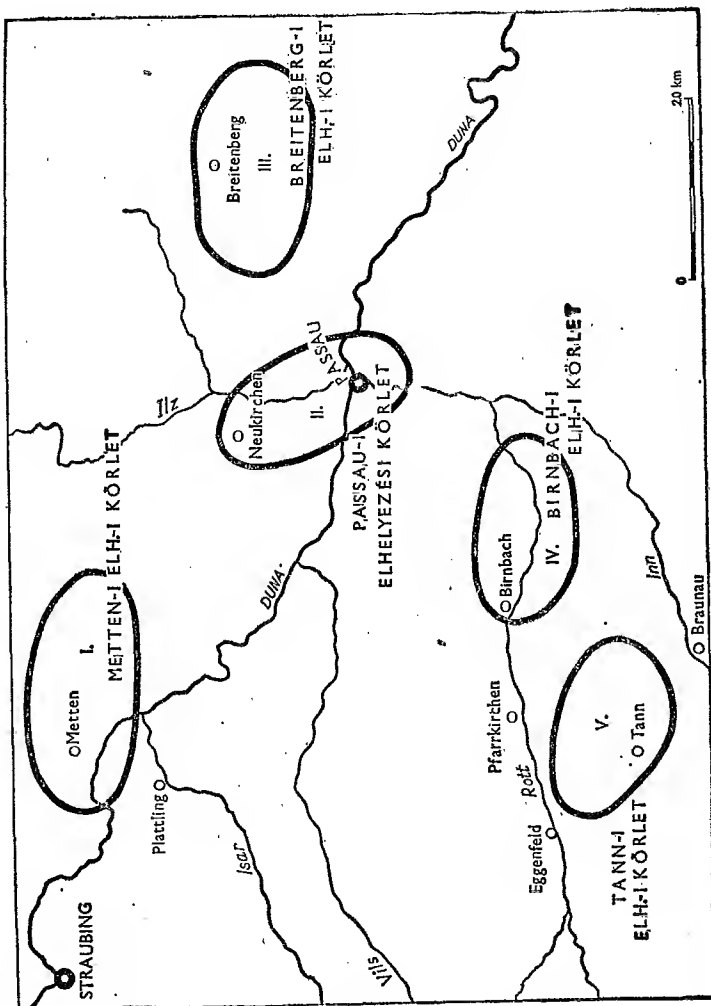 STRAUBING
Metten
I.
METTEN-I ELH.-I KÖRLET
Plattling
Isar
Vils
DUNA
Ilz
Neukirchen
II.
PASSAU
PASSAU-I
ELHELYEZÉSI KÖRLET
Breitenberg
III.
BREITENBERG-I
ELH.-I KÖRLET
DUNA
Eggenfeld
Rott
Pfarrkirchen
Birnbach
IV.
BIRNBACH-I
ELH.-I KÖRLET
TANN-I
ELH.-I KÖRLET
V.
Tann
Braunau
Inn
0
20 km